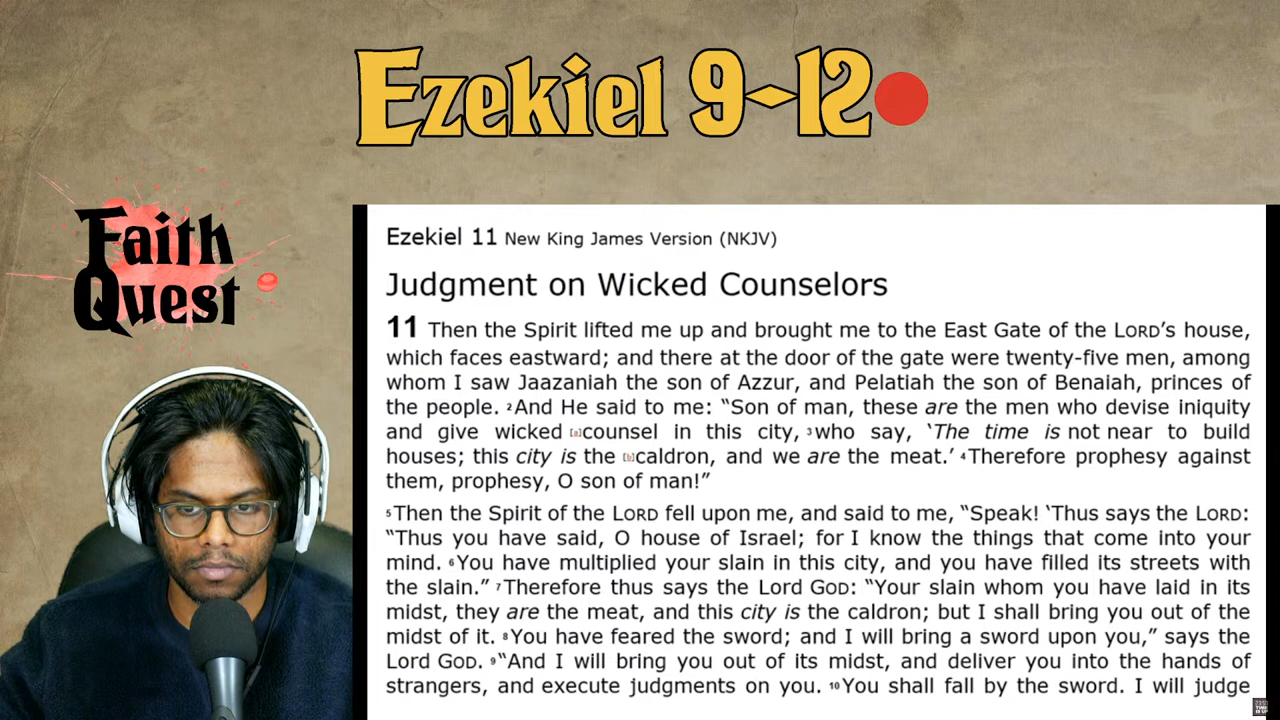 Ezekiel 9-12
Faith
Quest
Ezekiel 11 New King James Version (NKJV)
Judgment on Wicked Counselors
11 Then the Spirit lifted me up and brought me to the East Gate of the LORD’s house,
which faces eastward; and there at the door of the gate were twenty-five men, among
whom I saw Jaazaniah the son of Azzur, and Pelatiah the son of Benaiah, princes of
the people. 2 And He said to me: “Son of man, these are the men who devise iniquity
and give wicked [a]counsel in this city, 3 who say, ‘The time is not near to build
houses; this city is the [b]caldron, and we are the meat.’ 4 Therefore prophesy against
them, prophesy, O son of man!”
5 Then the Spirit of the LORD fell upon me, and said to me, “Speak! ‘Thus says the LORD:
“Thus you have said, O house of Israel; for I know the things that come into your
mind. 6 You have multiplied your slain in this city, and you have filled its streets with
the slain.” 7 Therefore thus says the Lord GOD: “Your slain whom you have laid in its
midst, they are the meat, and this city is the caldron; but I shall bring you out of the
midst of it. 8 You have feared the sword; and I will bring a sword upon you,” says the
Lord GOD. 9 “And I will bring you out of its midst, and deliver you into the hands of
strangers, and execute judgments on you. 10 You shall fall by the sword. I will judge